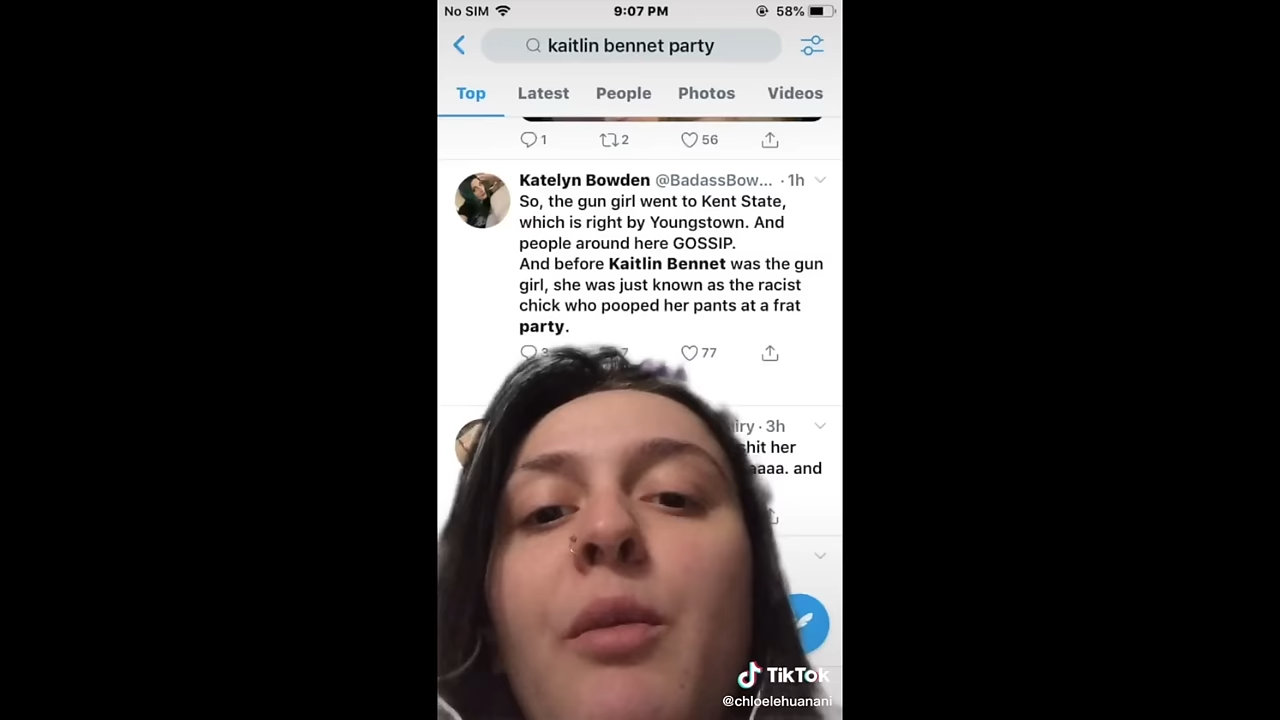 No SIM 9:07 PM 58%
kaitlin bennet party
Top Latest People Photos Videos
1 2 56
Katelyn Bowden @BadassBow... · 1h
So, the gun girl went to Kent State,
which is right by Youngstown. And
people around here GOSSIP.
And before Kaitlin Bennet was the gun
girl, she was just known as the racist
chick who pooped her pants at a frat
party.
77
iry · 3h
shit her
aaaa. and
TikTok
@chloelehuanani